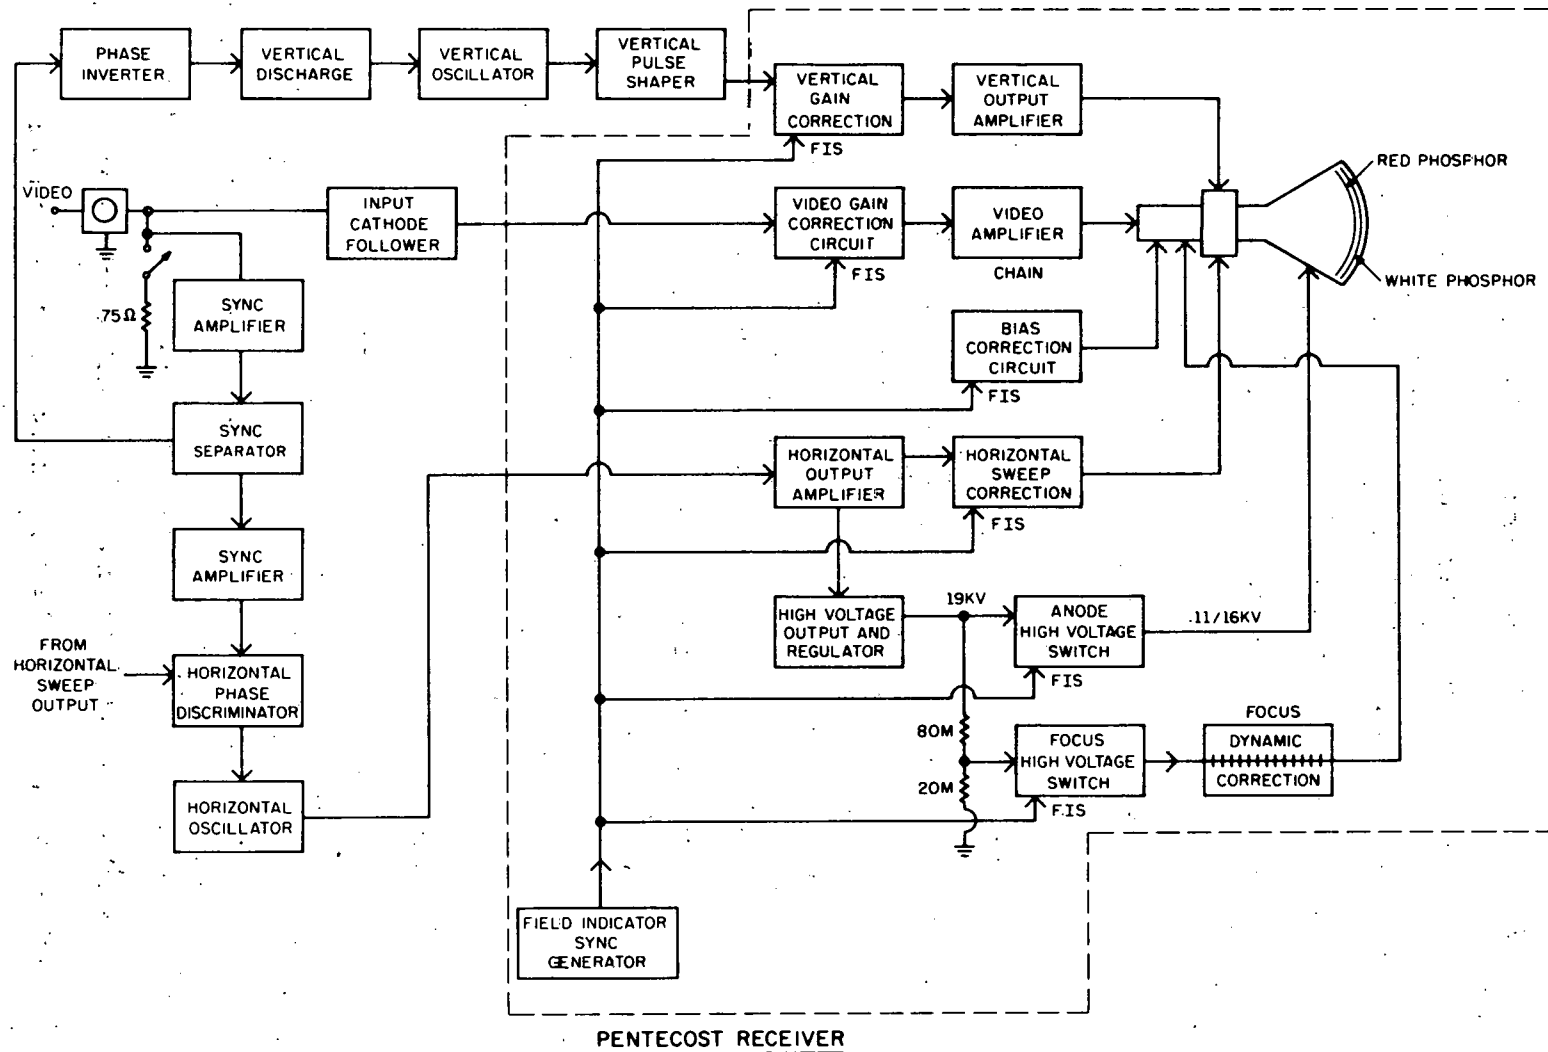 PHASE
INVERTER
VERTICAL
DISCHARGE
VERTICAL
OSCILLATOR
VERTICAL
PULSE
SHAPER
VERTICAL
GAIN
CORRECTION
FIS
VERTICAL
OUTPUT
AMPLIFIER
RED PHOSPHOR
WHITE PHOSPHOR
VIDEO
INPUT
CATHODE
FOLLOWER
VIDEO GAIN
CORRECTION
CIRCUIT
FIS
VIDEO
AMPLIFIER
CHAIN
75Ω
SYNC
AMPLIFIER
BIAS
CORRECTION
CIRCUIT
FIS
SYNC
SEPARATOR
HORIZONTAL
OUTPUT
AMPLIFIER
HORIZONTAL
SWEEP
CORRECTION
FIS
SYNC
AMPLIFIER
HIGH VOLTAGE
OUTPUT AND
REGULATOR
19KV
ANODE
HIGH VOLTAGE
SWITCH
FIS
11/16KV
FROM
HORIZONTAL
SWEEP
OUTPUT
HORIZONTAL
PHASE
DISCRIMINATOR
80M
20M
FOCUS
HIGH VOLTAGE
SWITCH
FIS
FOCUS
DYNAMIC
CORRECTION
HORIZONTAL
OSCILLATOR
FIELD INDICATOR
SYNC
GENERATOR
PENTECOST RECEIVER